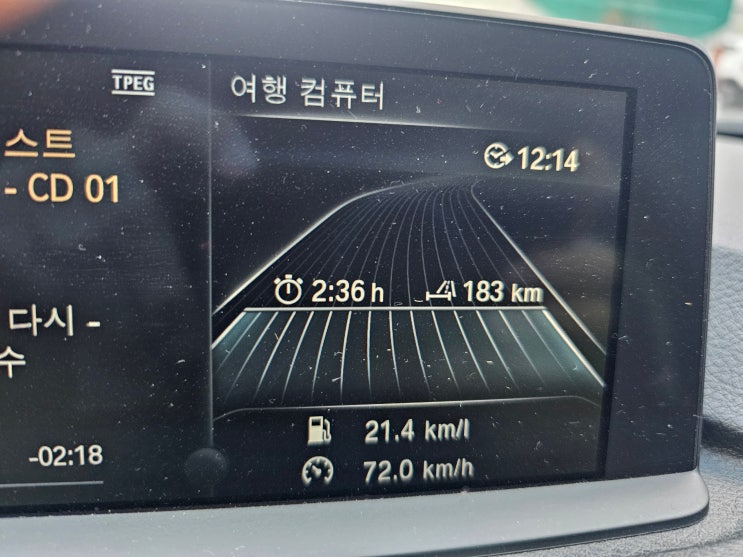 TPEG
스트
- CD 01
다시 -
수
-02:18
여행 컴퓨터
12:14
2:36 h 183 km
21.4 km/l
72.0 km/h